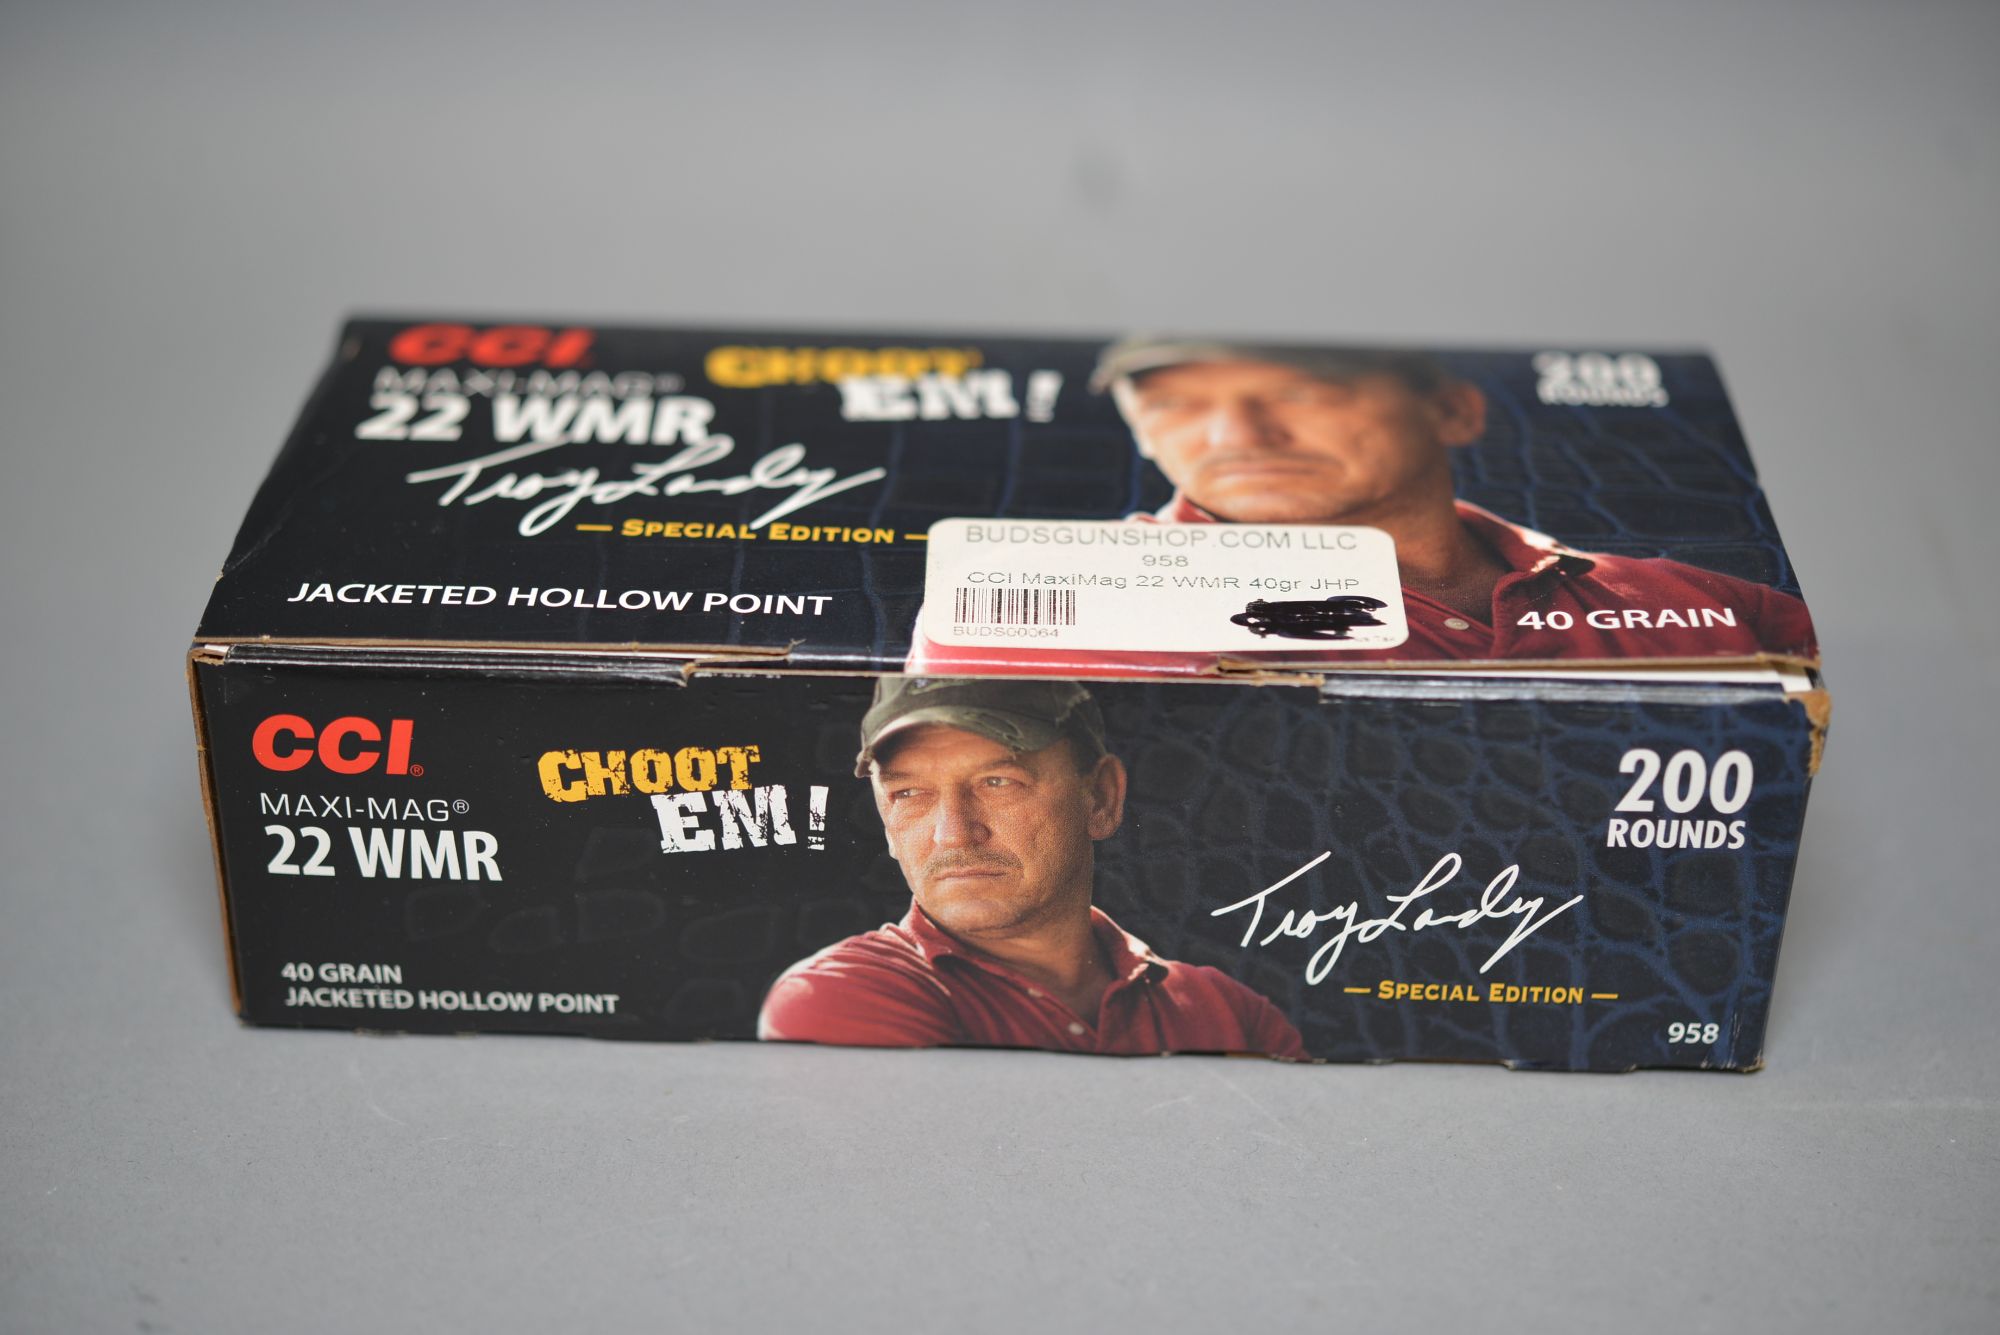 CCI
MAXI-MAG®
22 WMR
CHOOT
EM!
200
ROUNDS
Troy Landry
— SPECIAL EDITION —
JACKETED HOLLOW POINT
BUDSGUNSHOP.COM LLC
958
CCI MaxiMag 22 WMR 40gr JHP
BUDS00064
40 GRAIN
CCI®
MAXI-MAG®
22 WMR
CHOOT
EM!
200
ROUNDS
Troy Landry
— SPECIAL EDITION —
40 GRAIN
JACKETED HOLLOW POINT
958